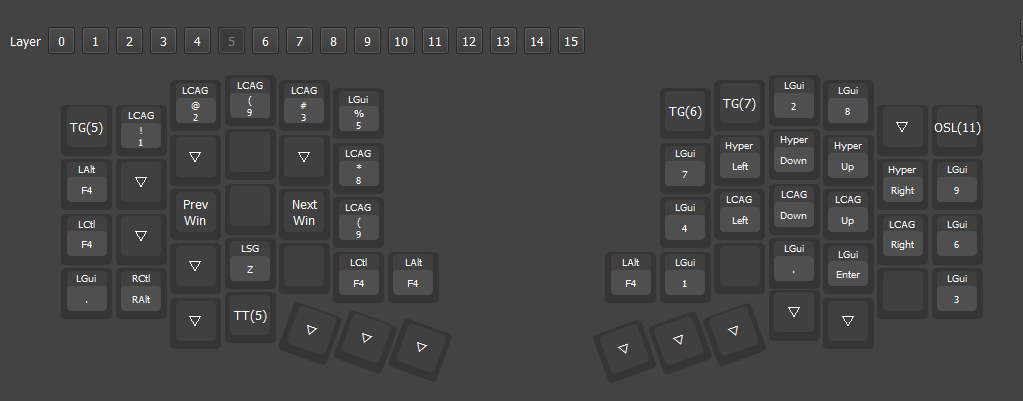 Layer 0 1 2 3 4 5 6 7 8 9 10 11 12 13 14 15
TG(5)
LCAG
!
1
LCAG
@
2
LCAG
(
9
LCAG
#
3
LGui
%
5
LAlt
F4
LCAG
*
8
LCtl
F4
Prev
Win
Next
Win
LCAG
(
9
LGui
.
RCtl
RAlt
LSG
Z
LCtl
F4
LAlt
F4
TT(5)
TG(6)
TG(7)
LGui
2
LGui
8
OSL(11)
LGui
7
Hyper
Left
Hyper
Down
Hyper
Up
Hyper
Right
LGui
9
LGui
4
LCAG
Left
LCAG
Down
LCAG
Up
LCAG
Right
LGui
6
LAlt
F4
LGui
1
LGui
.
LGui
Enter
LGui
3